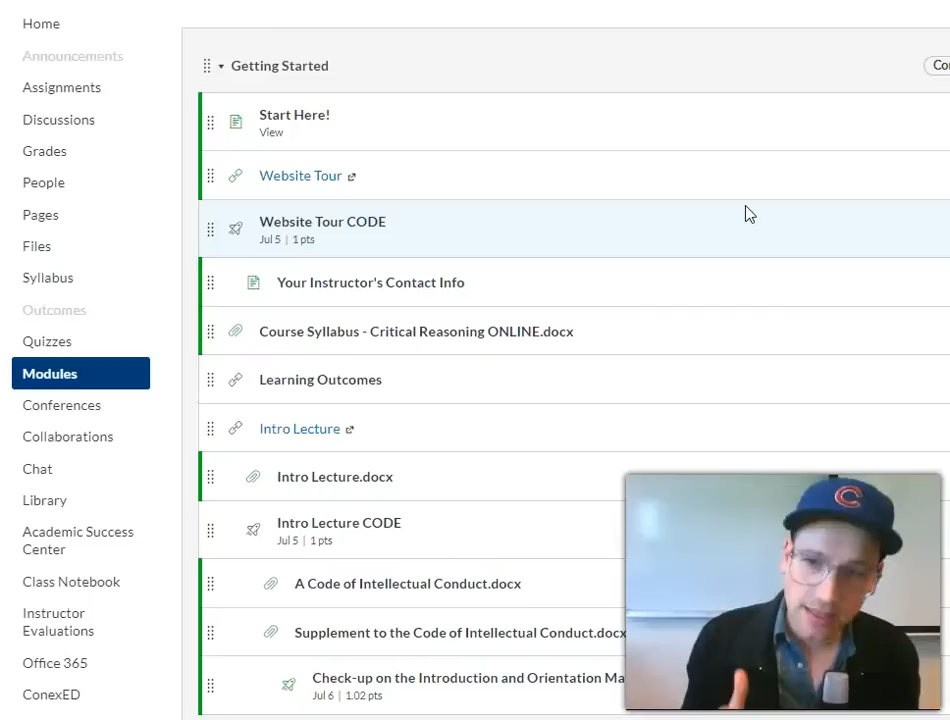 Home
Announcements
Assignments
Discussions
Grades
People
Pages
Files
Syllabus
Outcomes
Quizzes
Modules
Conferences
Collaborations
Chat
Library
Academic Success
Center
Class Notebook
Instructor
Evaluations
Office 365
ConexED
Getting Started
Start Here!
View
Website Tour
Website Tour CODE
Jul 5 | 1 pts
Your Instructor's Contact Info
Course Syllabus - Critical Reasoning ONLINE.docx
Learning Outcomes
Intro Lecture
Intro Lecture.docx
Intro Lecture CODE
Jul 5 | 1 pts
A Code of Intellectual Conduct.docx
Supplement to the Code of Intellectual Conduct.docx
Check-up on the Introduction and Orientation Ma
Jul 6 | 1.02 pts
C